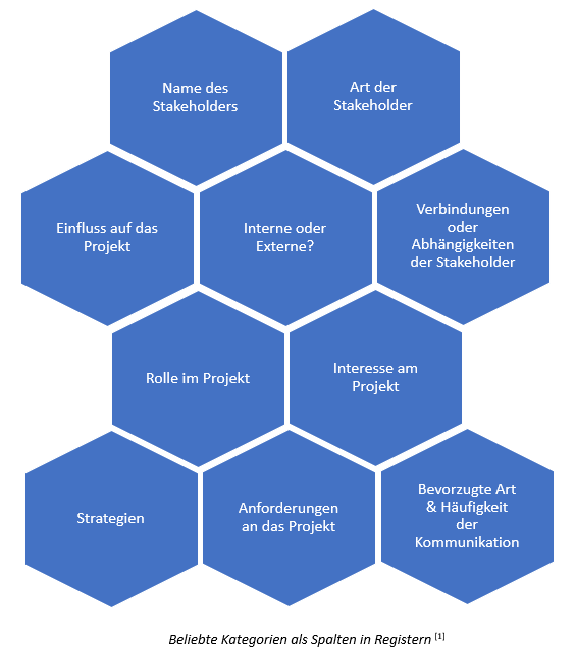 Name des
Stakeholders
Art der
Stakeholder
Einfluss auf das
Projekt
Interne oder
Externe?
Verbindungen
oder
Abhängigkeiten
der Stakeholder
Rolle im Projekt
Interesse am
Projekt
Strategien
Anforderungen
an das Projekt
Bevorzugte Art
& Häufigkeit
der
Kommunikation
Beliebte Kategorien als Spalten in Registern [1]